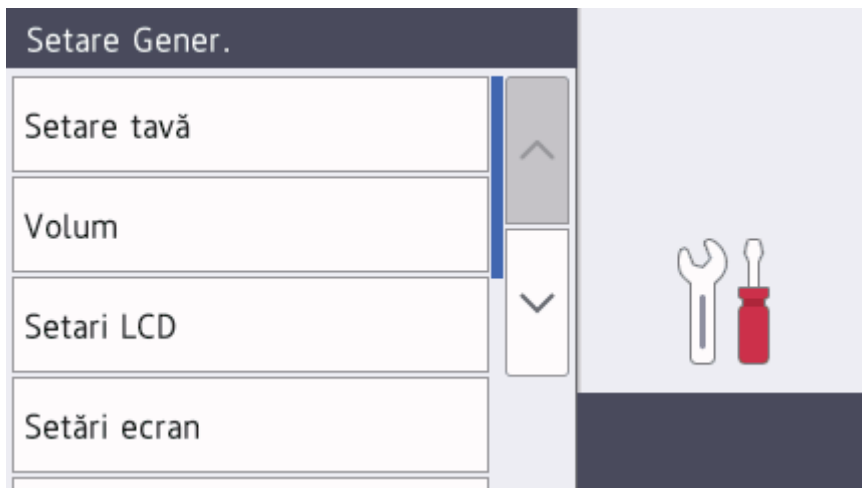 Setare Gener.
Setare tavă
Volum
Setari LCD
Setări ecran